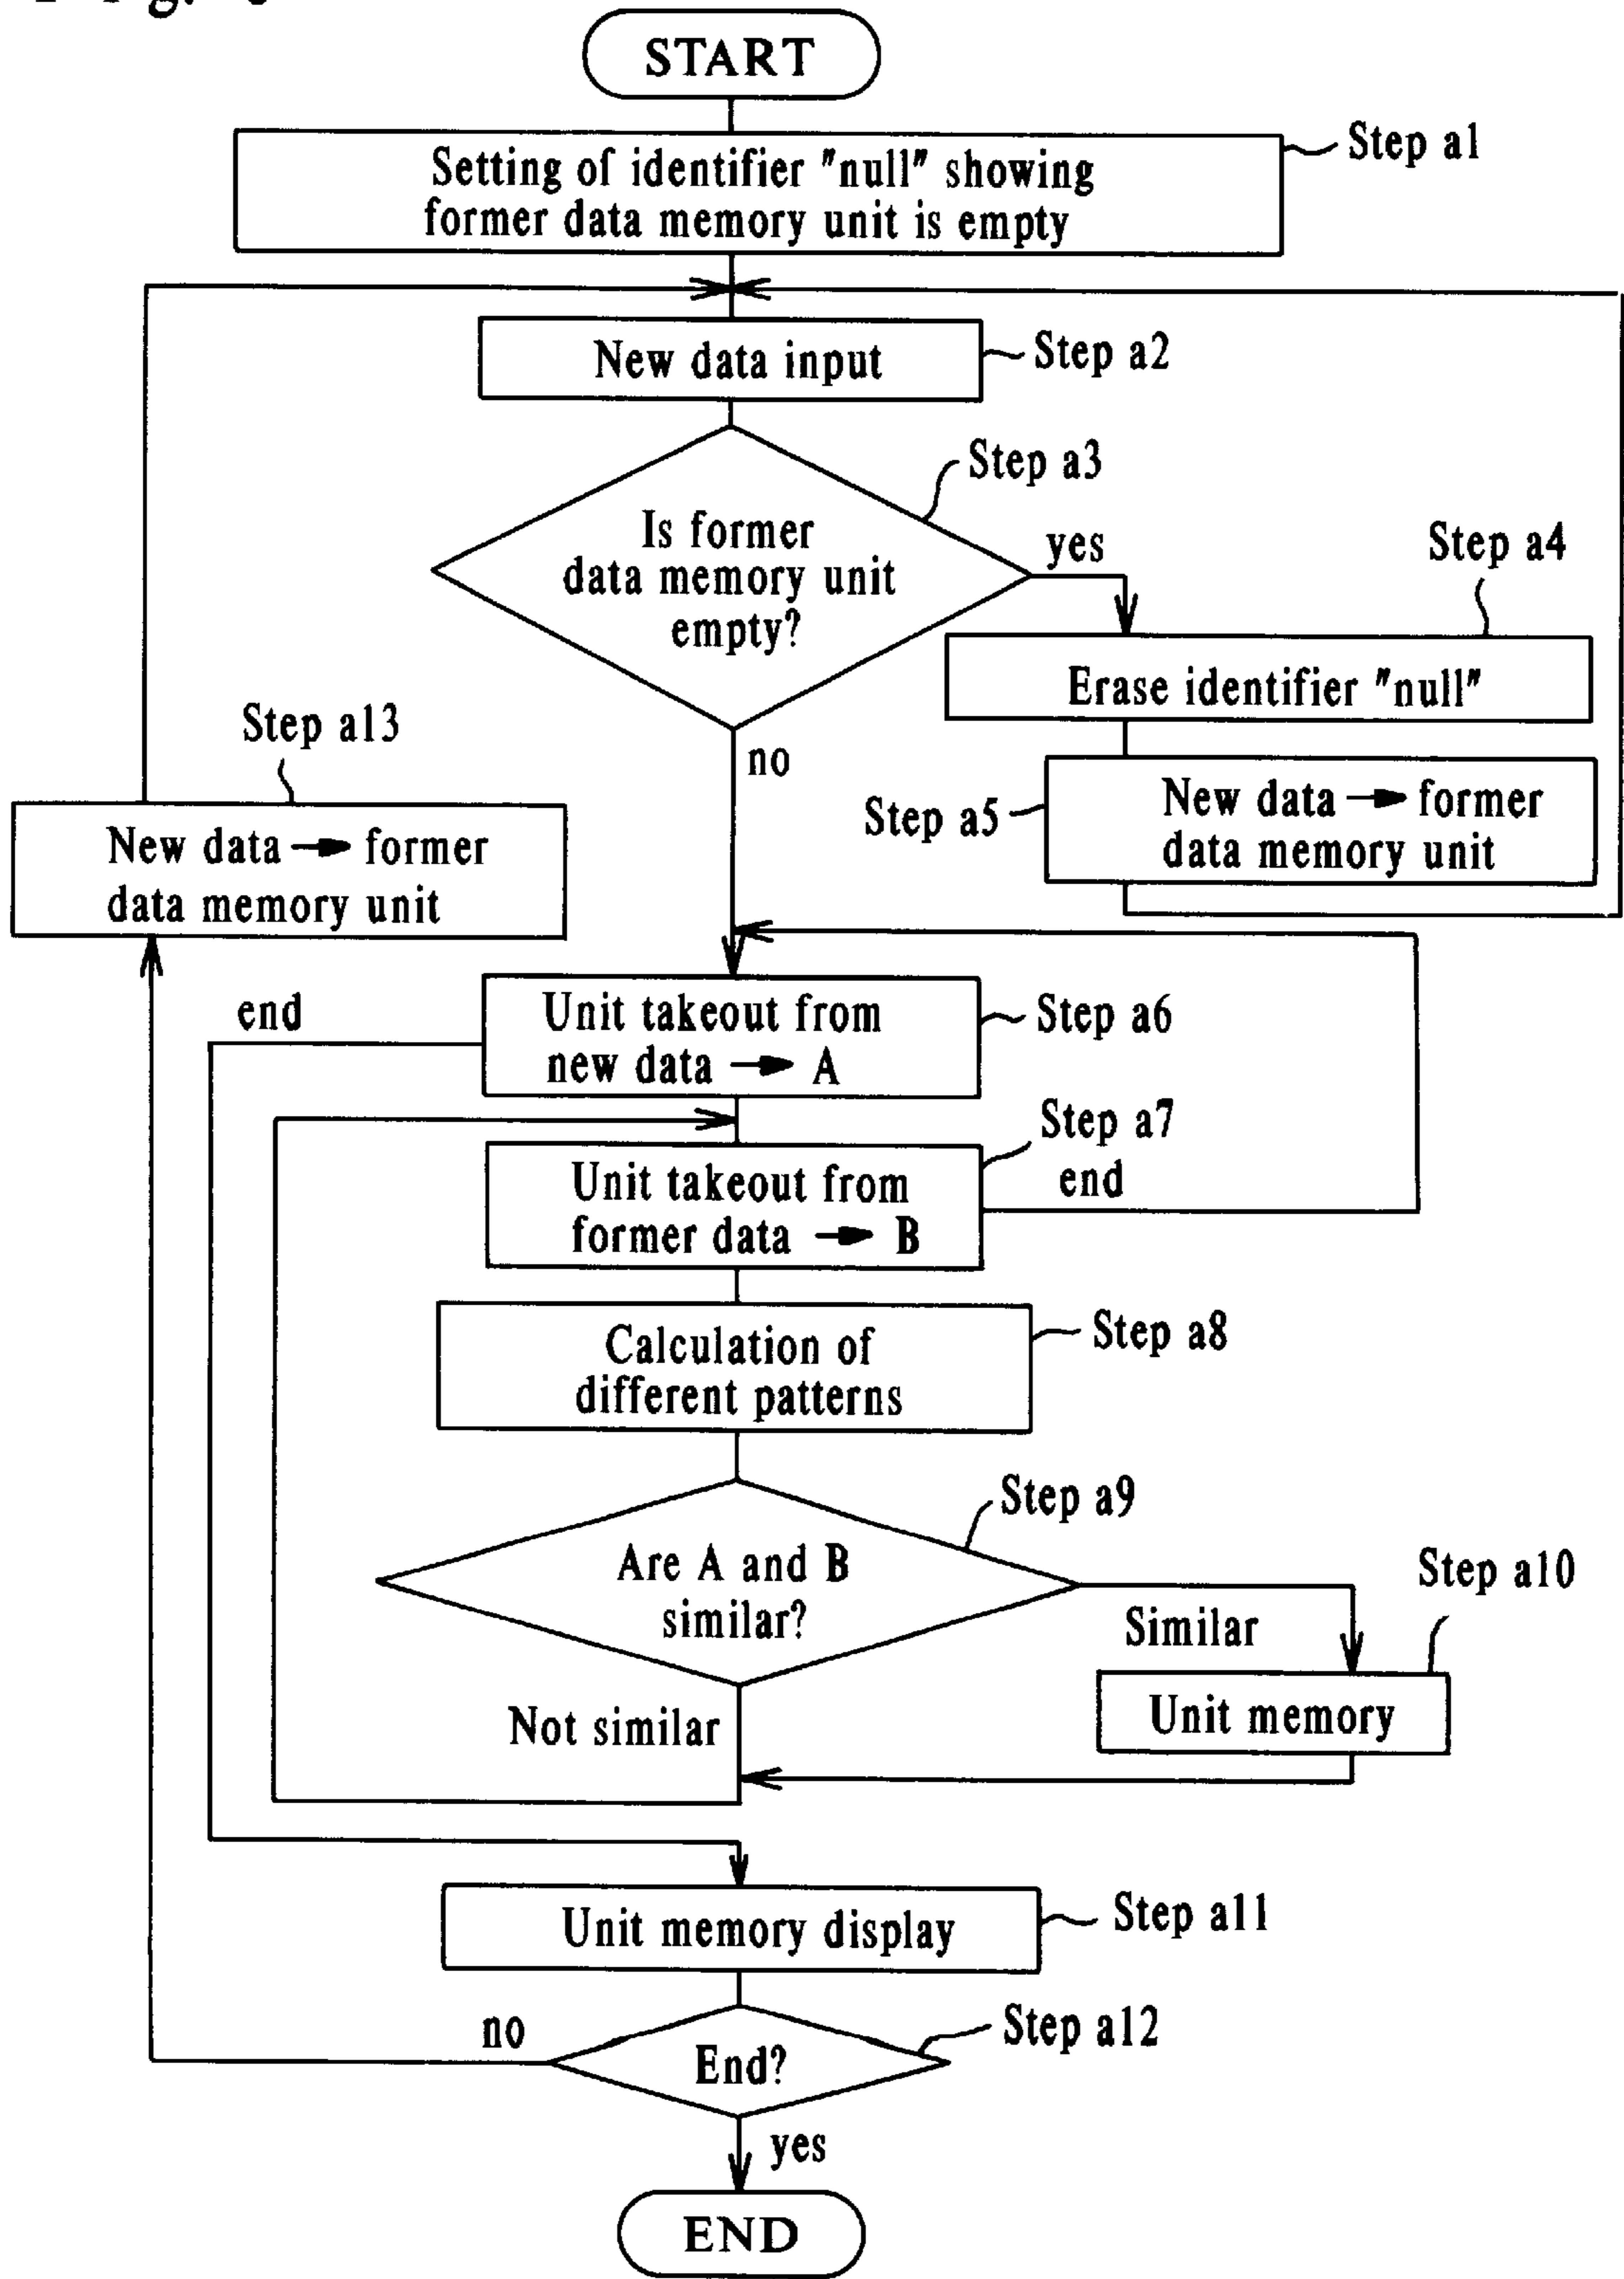 START
Step a1
Setting of identifier "null" showing
former data memory unit is empty
New data input
Step a2
Step a3
Is former
data memory unit
empty?
yes
Step a4
Erase identifier "null"
Step a13
no
New data → former
data memory unit
Step a5
New data → former
data memory unit
end
Unit takeout from
new data → A
Step a6
Step a7
Unit takeout from
former data → B
end
Calculation of
different patterns
Step a8
Step a9
Are A and B
similar?
Step a10
Similar
Not similar
Unit memory
Unit memory display
Step a11
no
Step a12
End?
yes
END